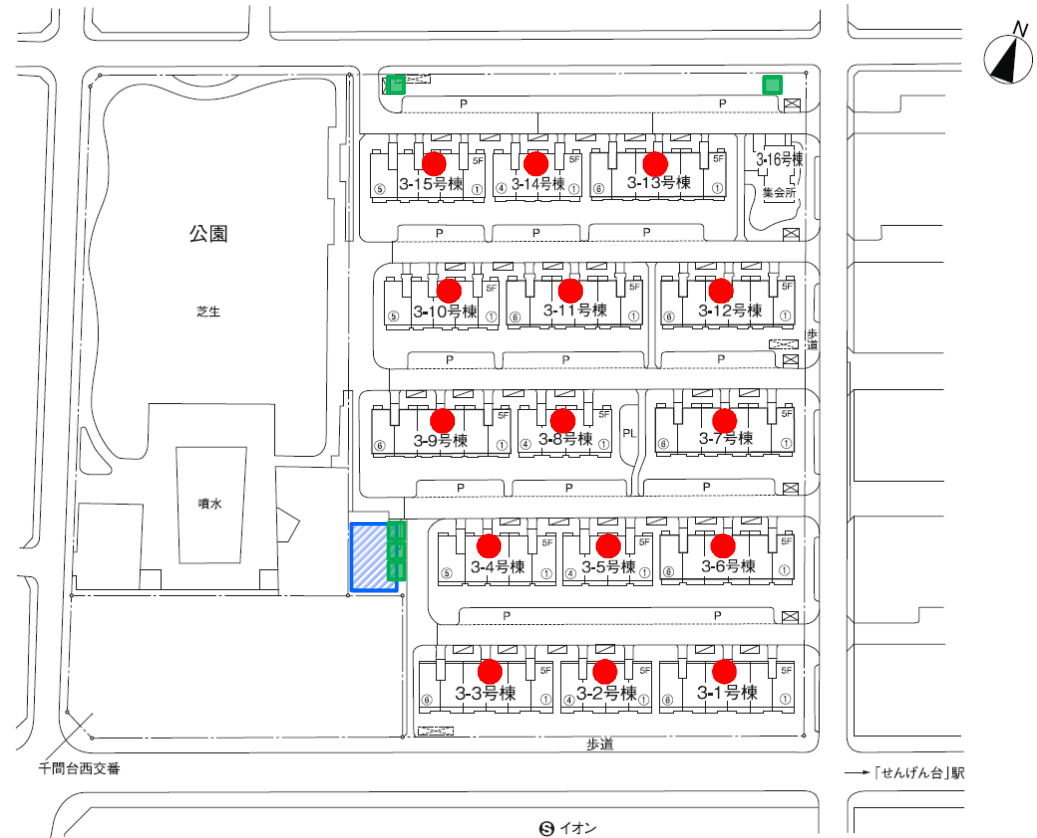 N
P P
5F 5F 5F
3-15号棟 3-14号棟 3-13号棟 3-16号棟
⑤ ① ④ ① ⑥ ① 集会所
公園
P P P
芝生
5F 5F 5F
3-10号棟 3-11号棟 3-12号棟
⑤ ① ⑥ ① ⑥ ①
歩道
P P P
5F 5F 5F
3-9号棟 3-8号棟 PL 3-7号棟
⑥ ① ④ ① ⑥ ①
P P P
噴水
5F 5F 5F
3-4号棟 3-5号棟 3-6号棟
⑤ ① ④ ① ⑥ ①
P P
5F 5F 5F
3-3号棟 3-2号棟 3-1号棟
⑥ ① ④ ① ⑥ ①
歩道
千間台西交番
→「せんげん台」駅
S イオン